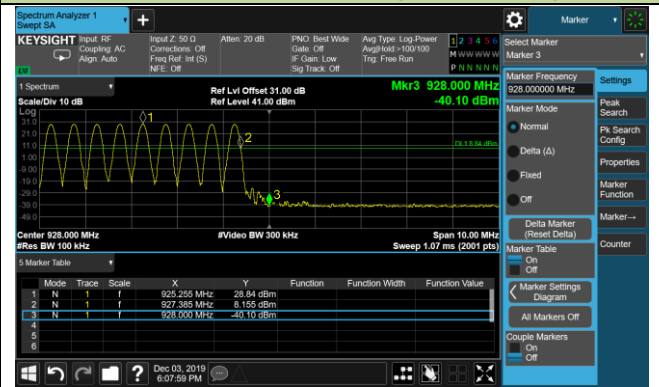 Spectrum Analyzer 1
Swept SA
+
Marker
KEYSIGHT
Input: RF
Coupling: AC
Align: Auto
Input Z: 50 Ω
Corrections: Off
Freq Ref: Int (S)
NFE: Off
Atten: 20 dB
PNO: Best Wide
Gate: Off
IF Gain: Low
Sig Track: Off
Avg Type: Log-Power
Avg|Hold:>100/100
Trig: Free Run
1 2 3 4 5 6
M W W W W W
P N N N N N
LXI
Select Marker
Marker 3
1 Spectrum
Scale/Div 10 dB
Ref Lvl Offset 31.00 dB
Ref Level 41.00 dBm
Mkr3 928.000 MHz
-40.10 dBm
Log
31.0
21.0
11.0
1.00
-9.00
-19.0
-29.0
-39.0
-49.0
1
2
3
DL1 8.84 dBm
Center 928.000 MHz
#Res BW 100 kHz
#Video BW 300 kHz
Span 10.00 MHz
Sweep 1.07 ms (2001 pts)
5 Marker Table
Mode Trace Scale X Y Function Function Width Function Value
1 N 1 f 925.255 MHz 28.84 dBm
2 N 1 f 927.385 MHz 8.155 dBm
3 N 1 f 928.000 MHz -40.10 dBm
4
5
6
Marker Frequency
928.000000 MHz
Marker Mode
Normal
Delta (Δ)
Fixed
Off
Delta Marker
(Reset Delta)
Marker Table
On
Off
Marker Settings
Diagram
All Markers Off
Couple Markers
On
Off
Settings
Peak
Search
Pk Search
Config
Properties
Marker
Function
Marker→
Counter
?
Dec 03, 2019
6:07:59 PM